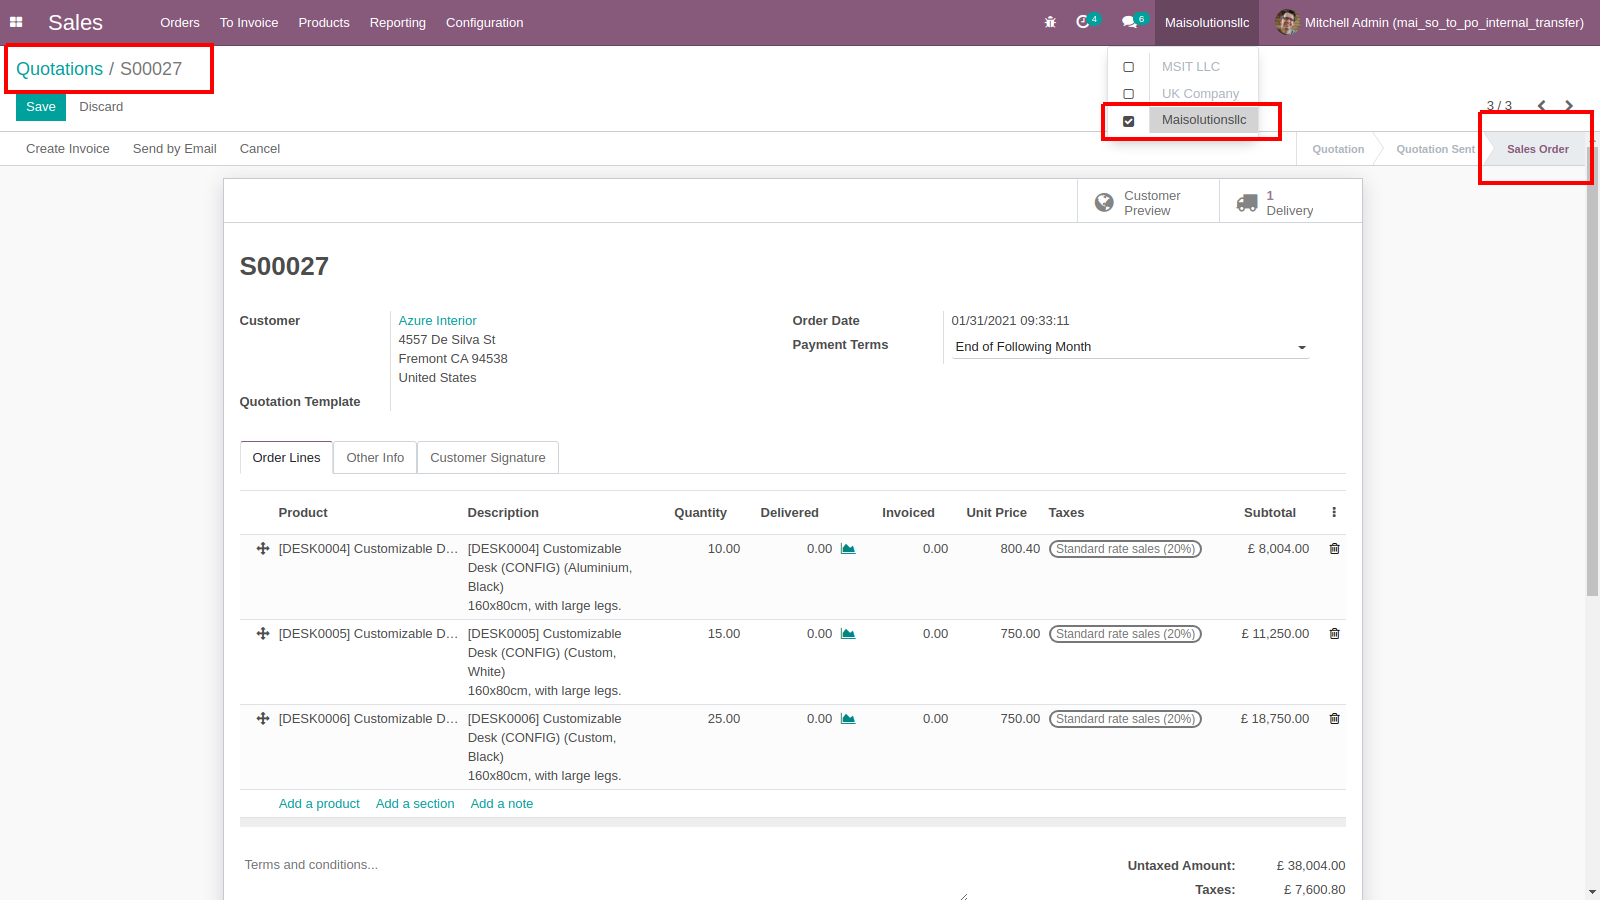 Sales Orders To Invoice Products Reporting Configuration 4 6 Maisolutionsllc Mitchell Admin (mai_so_to_po_internal_transfer)
Quotations / S00027
MSIT LLC
UK Company
Maisolutionsllc
Save Discard
3 / 3
Create Invoice Send by Email Cancel
Quotation Quotation Sent Sales Order
Customer
Preview
1
Delivery
S00027
Customer
Azure Interior
4557 De Silva St
Fremont CA 94538
United States
Quotation Template
Order Date 01/31/2021 09:33:11
Payment Terms End of Following Month
Order Lines Other Info Customer Signature
Product Description Quantity Delivered Invoiced Unit Price Taxes Subtotal
[DESK0004] Customizable D... [DESK0004] Customizable 10.00 0.00 0.00 800.40 Standard rate sales (20%) £ 8,004.00
Desk (CONFIG) (Aluminium,
Black)
160x80cm, with large legs.
[DESK0005] Customizable D... [DESK0005] Customizable 15.00 0.00 0.00 750.00 Standard rate sales (20%) £ 11,250.00
Desk (CONFIG) (Custom,
White)
160x80cm, with large legs.
[DESK0006] Customizable D... [DESK0006] Customizable 25.00 0.00 0.00 750.00 Standard rate sales (20%) £ 18,750.00
Desk (CONFIG) (Custom,
Black)
160x80cm, with large legs.
Add a product Add a section Add a note
Terms and conditions...
Untaxed Amount: £ 38,004.00
Taxes: £ 7,600.80